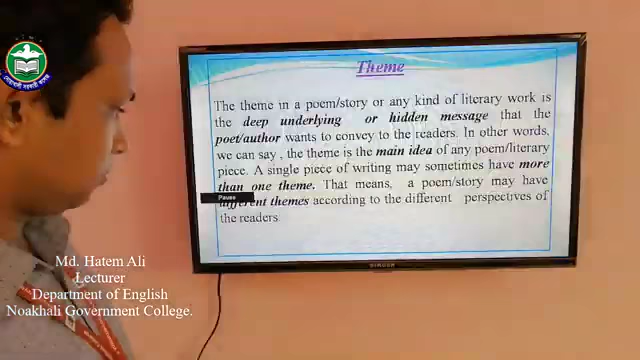 Theme
The theme in a poem/story or any kind of literary work is
the deep underlying or hidden message that the
poet/author wants to convey to the readers. In other words,
we can say , the theme is the main idea of any poem/literary
piece. A single piece of writing may sometimes have more
than one theme. That means, a poem/story may have
Pause
different themes according to the different perspectives of
the readers
SINGER
Md. Hatem Ali
Lecturer
Department of English
Noakhali Government College.